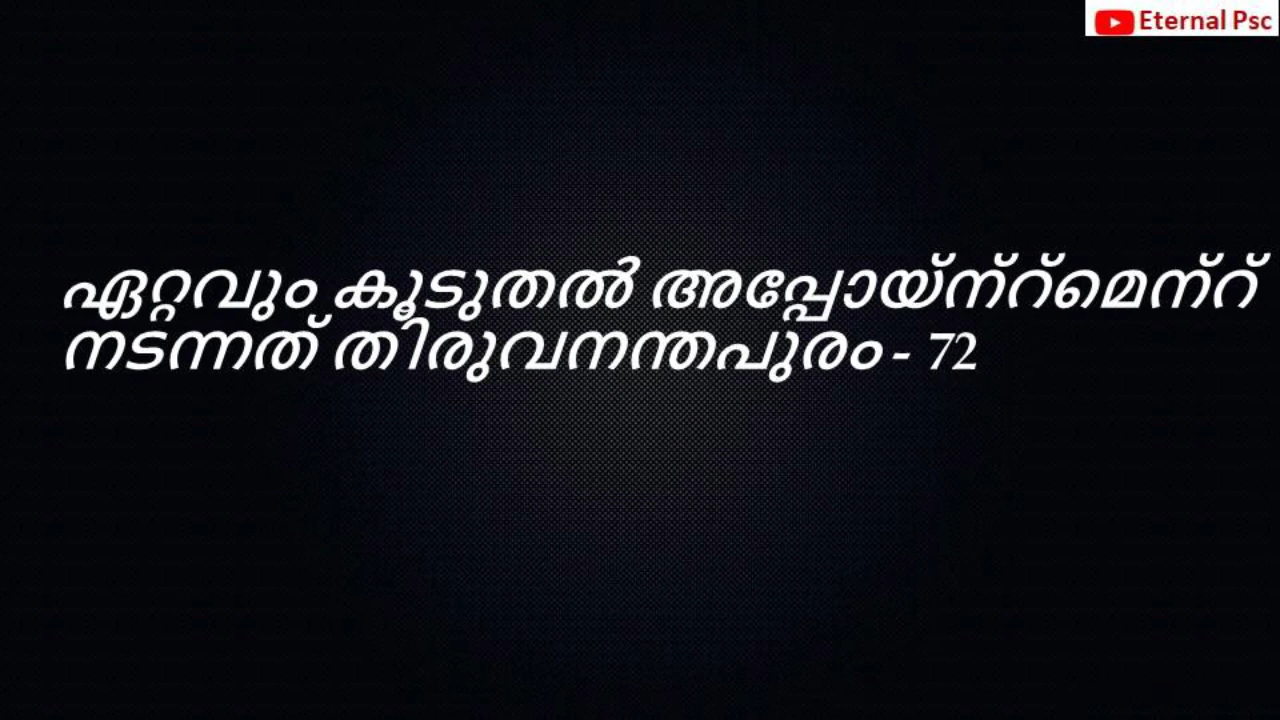 Eternal Psc
ഏറ്റവും കൂടുതൽ അപ്പോയ്ന്റ്മെന്റ്
നടന്നത് തിരുവനന്തപുരം - 72